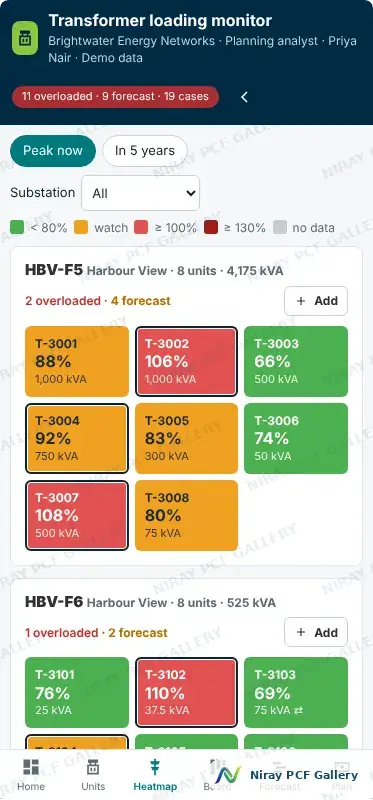 Transformer loading monitor
Brightwater Energy Networks · Planning analyst · Priya
Nair · Demo data
11 overloaded · 9 forecast · 19 cases
Peak now
In 5 years
Substation
All
< 80%
watch
≥ 100%
≥ 130%
no data
HBV-F5 Harbour View · 8 units · 4,175 kVA
2 overloaded · 4 forecast
+ Add
T-3001
88%
1,000 kVA
T-3002
106%
1,000 kVA
T-3003
66%
500 kVA
T-3004
92%
750 kVA
T-3005
83%
300 kVA
T-3006
74%
50 kVA
T-3007
108%
500 kVA
T-3008
80%
75 kVA
HBV-F6 Harbour View · 8 units · 525 kVA
1 overloaded · 2 forecast
+ Add
T-3101
76%
25 kVA
T-3102
110%
37.5 kVA
T-3103
69%
75 kVA ⇄
Home
Units
Heatmap
Forecast
Plan
Niray PCF Gallery
NIRAY PCF GALLERY